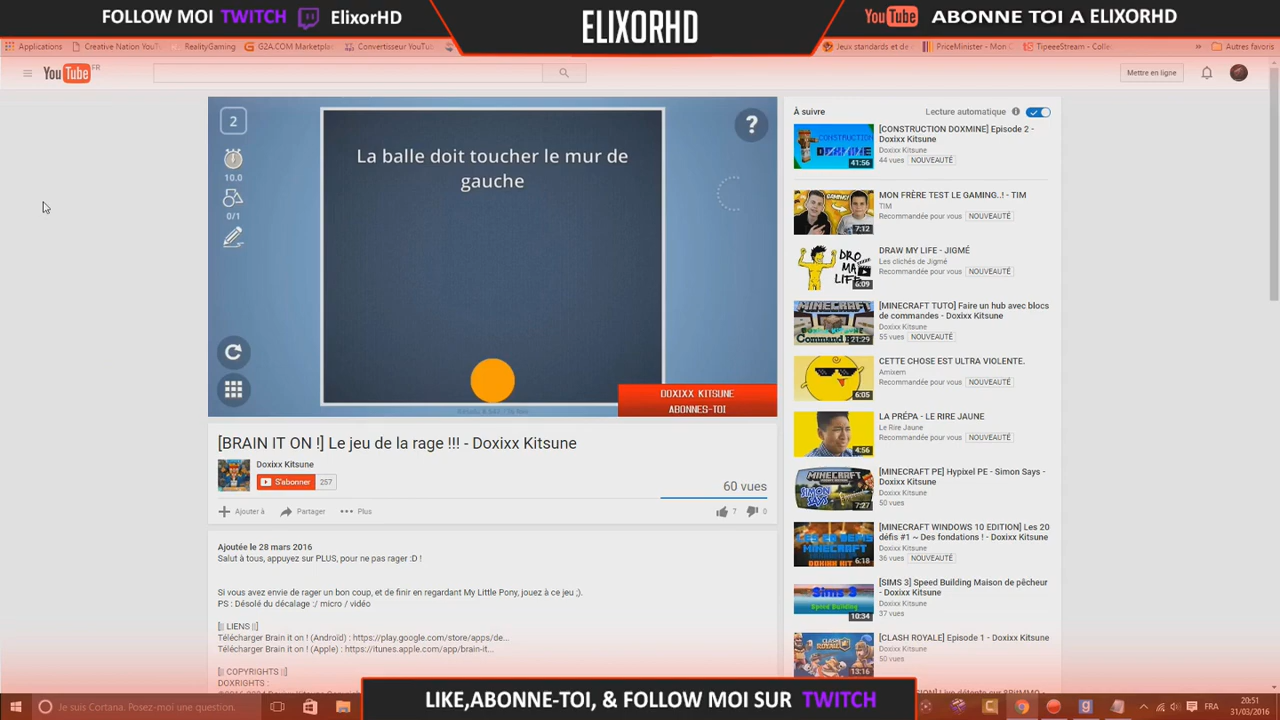 FOLLOW MOI TWITCH ElixorHD
ELIXORHD
YouTube ABONNE TOI A ELIXORHD
Applications
Creative Nation YouT
RealityGaming
G2A.COM Marketplac
Convertisseur YouTub
Jeux standards et de c
PriceMinister - Mon C
TipeeeStream - Colle
Autres favoris
YouTube FR
Mettre en ligne
2
10.0
0/1
La balle doit toucher le mur de
gauche
?
DOXIXX KITSUNE
ABONNES-TOI
[BRAIN IT ON !] Le jeu de la rage !!! - Doxixx Kitsune
Doxixx Kitsune
S'abonner 257
60 vues
Ajouter à
Partager
Plus
7
0
Ajoutée le 28 mars 2016
Salut à tous, appuyez sur PLUS, pour ne pas rager :D !
Si vous avez envie de rager un bon coup, et de finir en regardant My Little Pony, jouez à ce jeu ;).
PS : Désolé du décalage :/ micro / vidéo
[|| LIENS ||]
Télécharger Brain it on! (Android) : https://play.google.com/store/apps/de...
Télécharger Brain it on! (Apple) : https://itunes.apple.com/app/brain-it...
[|| COPYRIGHTS ||]
DOXRIGHTS :
À suivre
Lecture automatique
[CONSTRUCTION DOXMINE] Episode 2 -
Doxixx Kitsune
44 vues NOUVEAUTÉ
CONSTRUCTION
DOXMINE
41:56
MON FRÈRE TEST LE GAMING..! - TIM
TIM
Recommandée pour vous NOUVEAUTÉ
7:12
DRAW MY LIFE - JIGMÉ
Les clichés de Jigmé
Recommandée pour vous NOUVEAUTÉ
DRO
MA
LIFE
6:09
[MINECRAFT TUTO] Faire un hub avec blocs
de commandes - Doxixx Kitsune
Doxixx Kitsune
55 vues NOUVEAUTÉ
MINECRAFT
21:29
CETTE CHOSE EST ULTRA VIOLENTE.
Amixem
Recommandée pour vous NOUVEAUTÉ
6:05
LA PRÉPA - LE RIRE JAUNE
Le Rire Jaune
Recommandée pour vous NOUVEAUTÉ
4:56
[MINECRAFT PE] Hypixel PE - Simon Says -
Doxixx Kitsune
Doxixx Kitsune
50 vues
MINECRAFT
SIMON
SAYS
7:27
[MINECRAFT WINDOWS 10 EDITION] Les 20
défis #1 ~ Des fondations ! - Doxixx Kitsune
Doxixx Kitsune
36 vues NOUVEAUTÉ
6:18
[SIMS 3] Speed Building Maison de pêcheur
- Doxixx Kitsune
Doxixx Kitsune
37 vues
Sims 3
Speed Building
10:34
[CLASH ROYALE] Episode 1 - Doxixx Kitsune
Doxixx Kitsune
50 vues
13:16
LIKE,ABONNE-TOI, & FOLLOW MOI SUR TWITCH
Je suis Cortana. Posez-moi une question.
FRA
20:51
31/03/2016